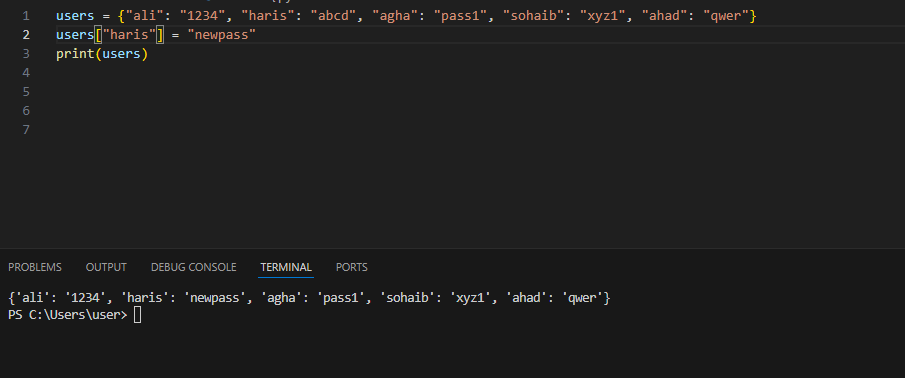 1 users = {"ali": "1234", "haris": "abcd", "agha": "pass1", "sohaib": "xyz1", "ahad": "qwer"}
2 users["haris"] = "newpass"
3 print(users)
4
5
6
7
PROBLEMS OUTPUT DEBUG CONSOLE TERMINAL PORTS
{'ali': '1234', 'haris': 'newpass', 'agha': 'pass1', 'sohaib': 'xyz1', 'ahad': 'qwer'}
PS C:\Users\user>